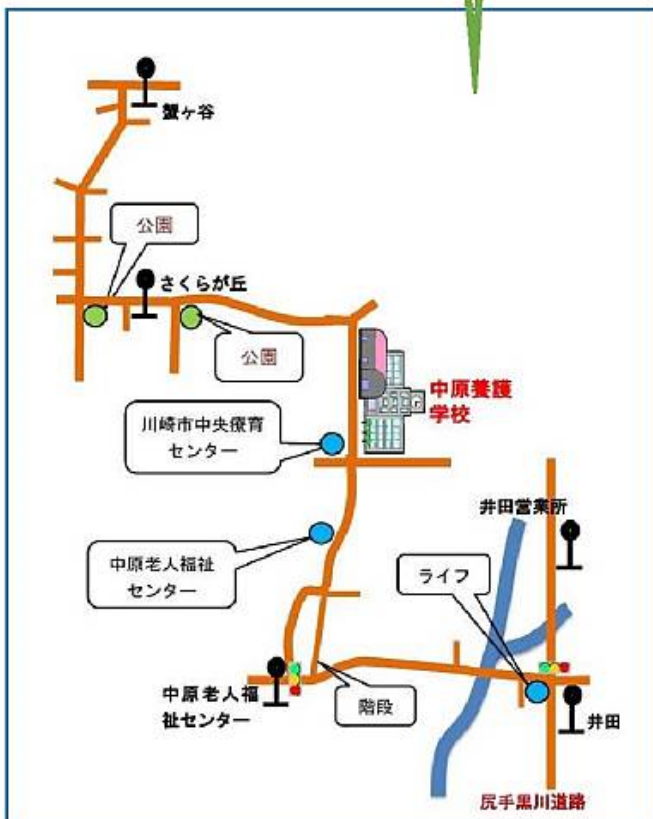 蟹ヶ谷
公園
さくらが丘
公園
中原養護
学校
川崎市中央療育
センター
井田営業所
中原老人福祉
センター
ライフ
中原老人福
祉センター
階段
井田
尻手黒川道路